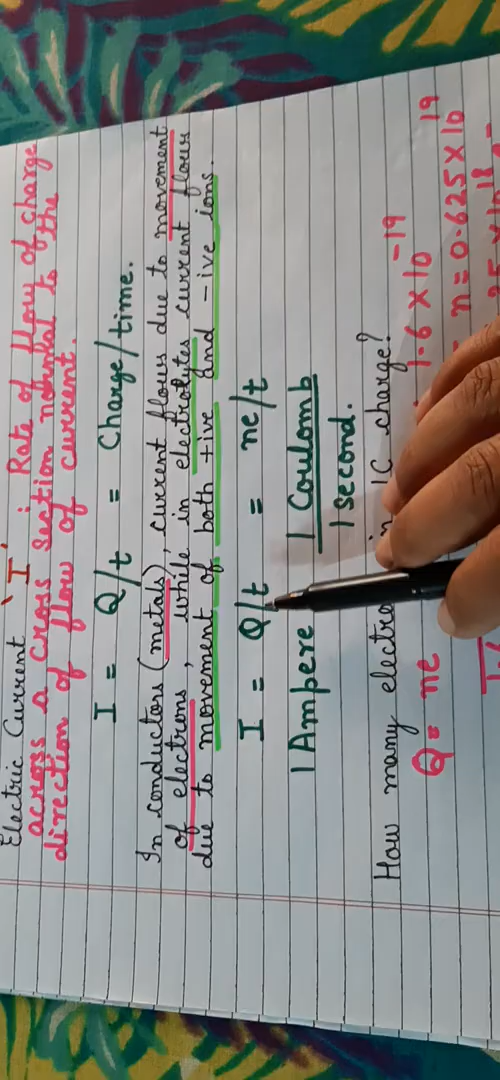 Electric Current 'I' Rate of flow of charge
across a cross section normal to the
direction of flow of current.
I = Q/t = Charge/time.
In conductors (metals), current flows due to movement
of electrons, while in electrolytes current flows
due to movement of both +ive and -ive ions.
I = Q/t = ne/t
1 Ampere 1 Coulomb
1 second.
How many electro in 1C charge?
Q = ne 1.6 × 10⁻¹⁹
n = 0.625 × 10¹⁹